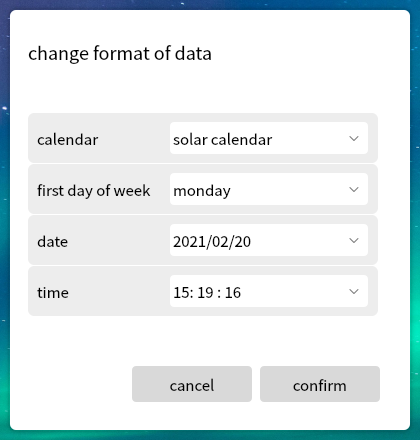 change format of data
calendar solar calendar
first day of week monday
date 2021/02/20
time 15: 19 : 16
cancel confirm